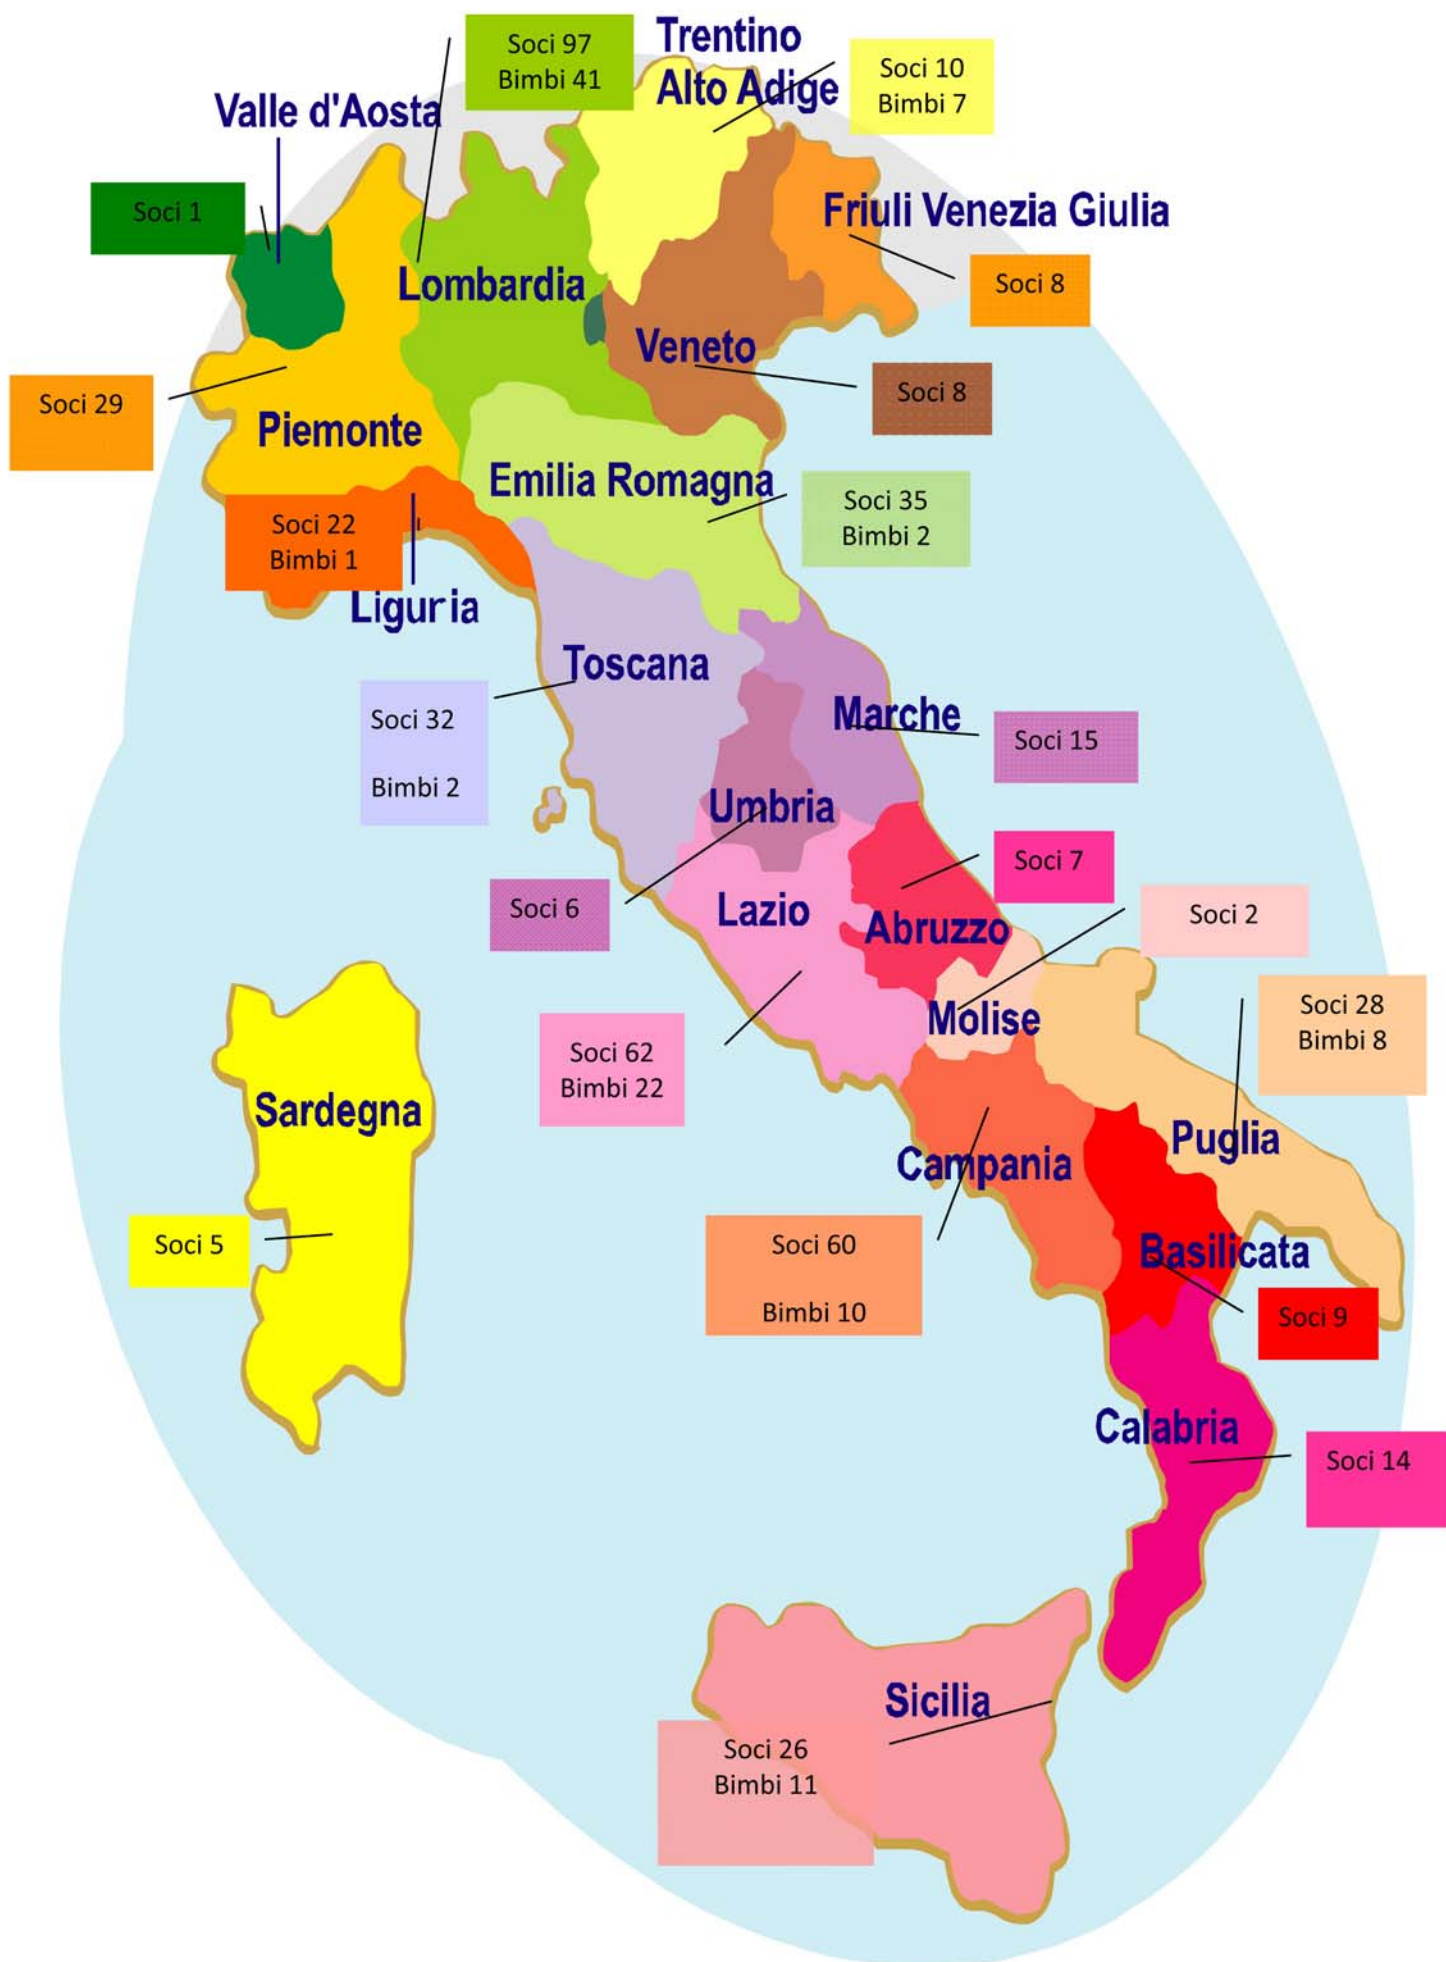 Soci 97
Bimbi 41
Trentino
Alto Adige
Soci 10
Bimbi 7
Valle d'Aosta
Soci 1
Friuli Venezia Giulia
Lombardia
Soci 8
Veneto
Soci 8
Soci 29
Piemonte
Emilia Romagna
Soci 35
Bimbi 2
Soci 22
Bimbi 1
Liguria
Toscana
Soci 32
Bimbi 2
Marche
Soci 15
Umbria
Soci 7
Soci 6
Lazio
Abruzzo
Soci 2
Molise
Soci 28
Bimbi 8
Soci 62
Bimbi 22
Sardegna
Puglia
Campania
Soci 5
Soci 60
Bimbi 10
Basilicata
Soci 9
Calabria
Soci 14
Sicilia
Soci 26
Bimbi 11